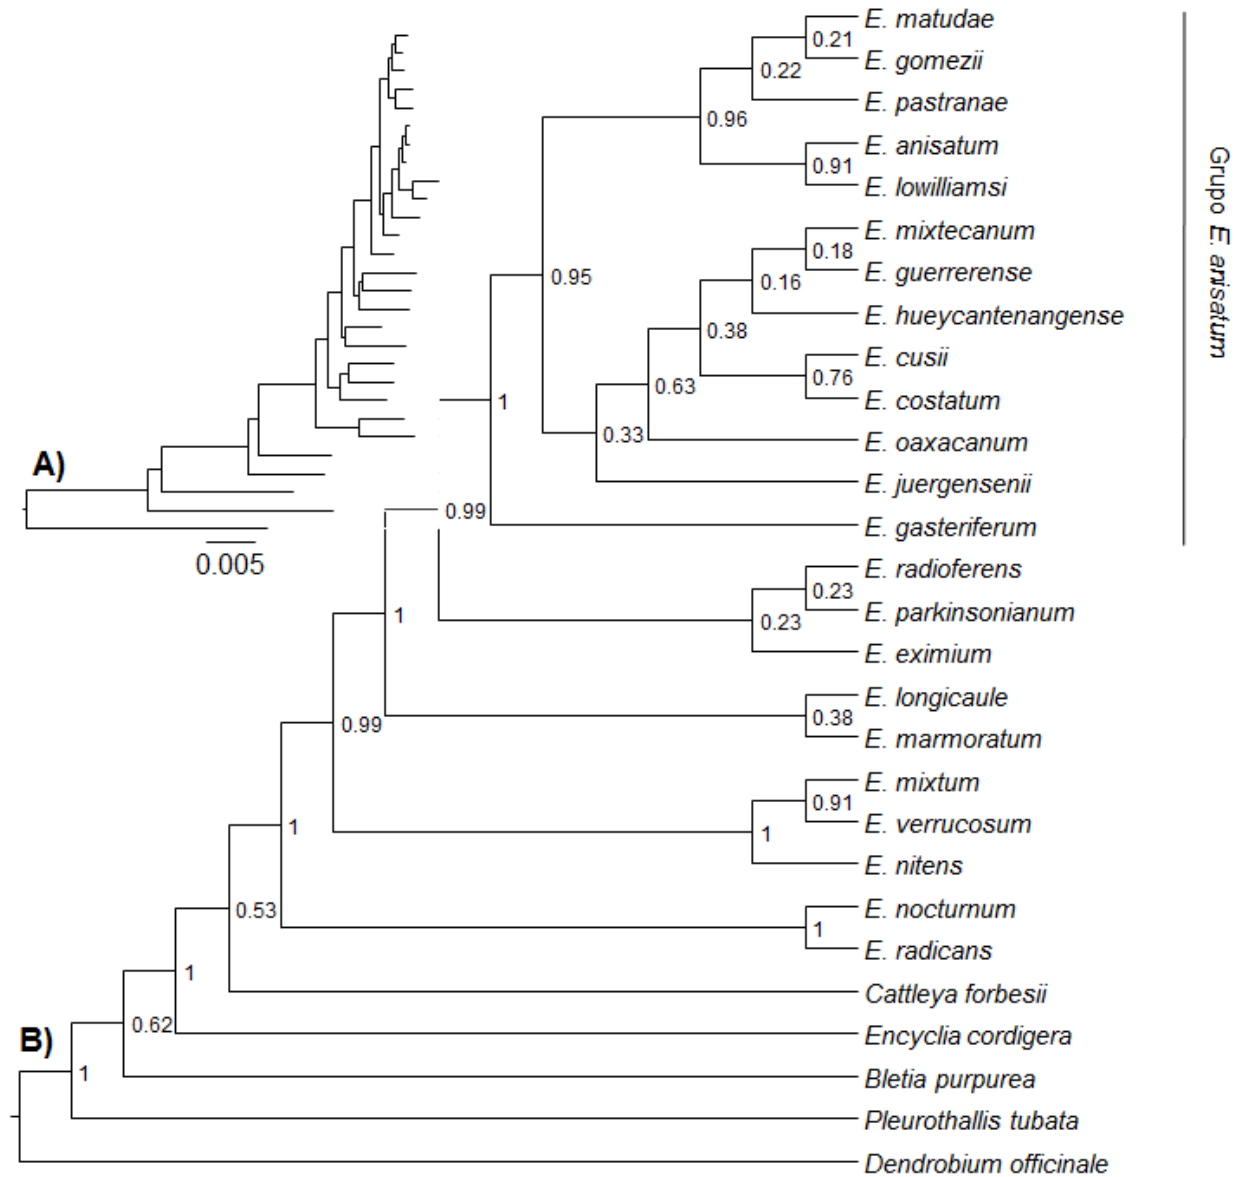 E. matudae
0.21
E. gomezii
0.22
E. pastranae
0.96
E. anisatum
0.91
E. lowilliamsi
E. mixtecanum
0.18
E. guerrerense
0.16
0.95
E. hueycantenangense
0.38
E. cusii
0.76
0.63
E. costatum
1
0.33
E. oaxacanum
E. juergensenii
0.99
E. gasteriferum
Grupo E. anisatum
A)
0.005
E. radioferens
0.23
E. parkinsonianum
1
0.23
E. eximium
E. longicaule
0.38
0.99
E. marmoratum
E. mixtum
0.91
E. verrucosum
1
1
E. nitens
E. nocturnum
0.53
1
E. radicans
1
Cattleya forbesii
0.62
Encyclia cordigera
B)
1
Bletia purpurea
Pleurothallis tubata
Dendrobium officinale